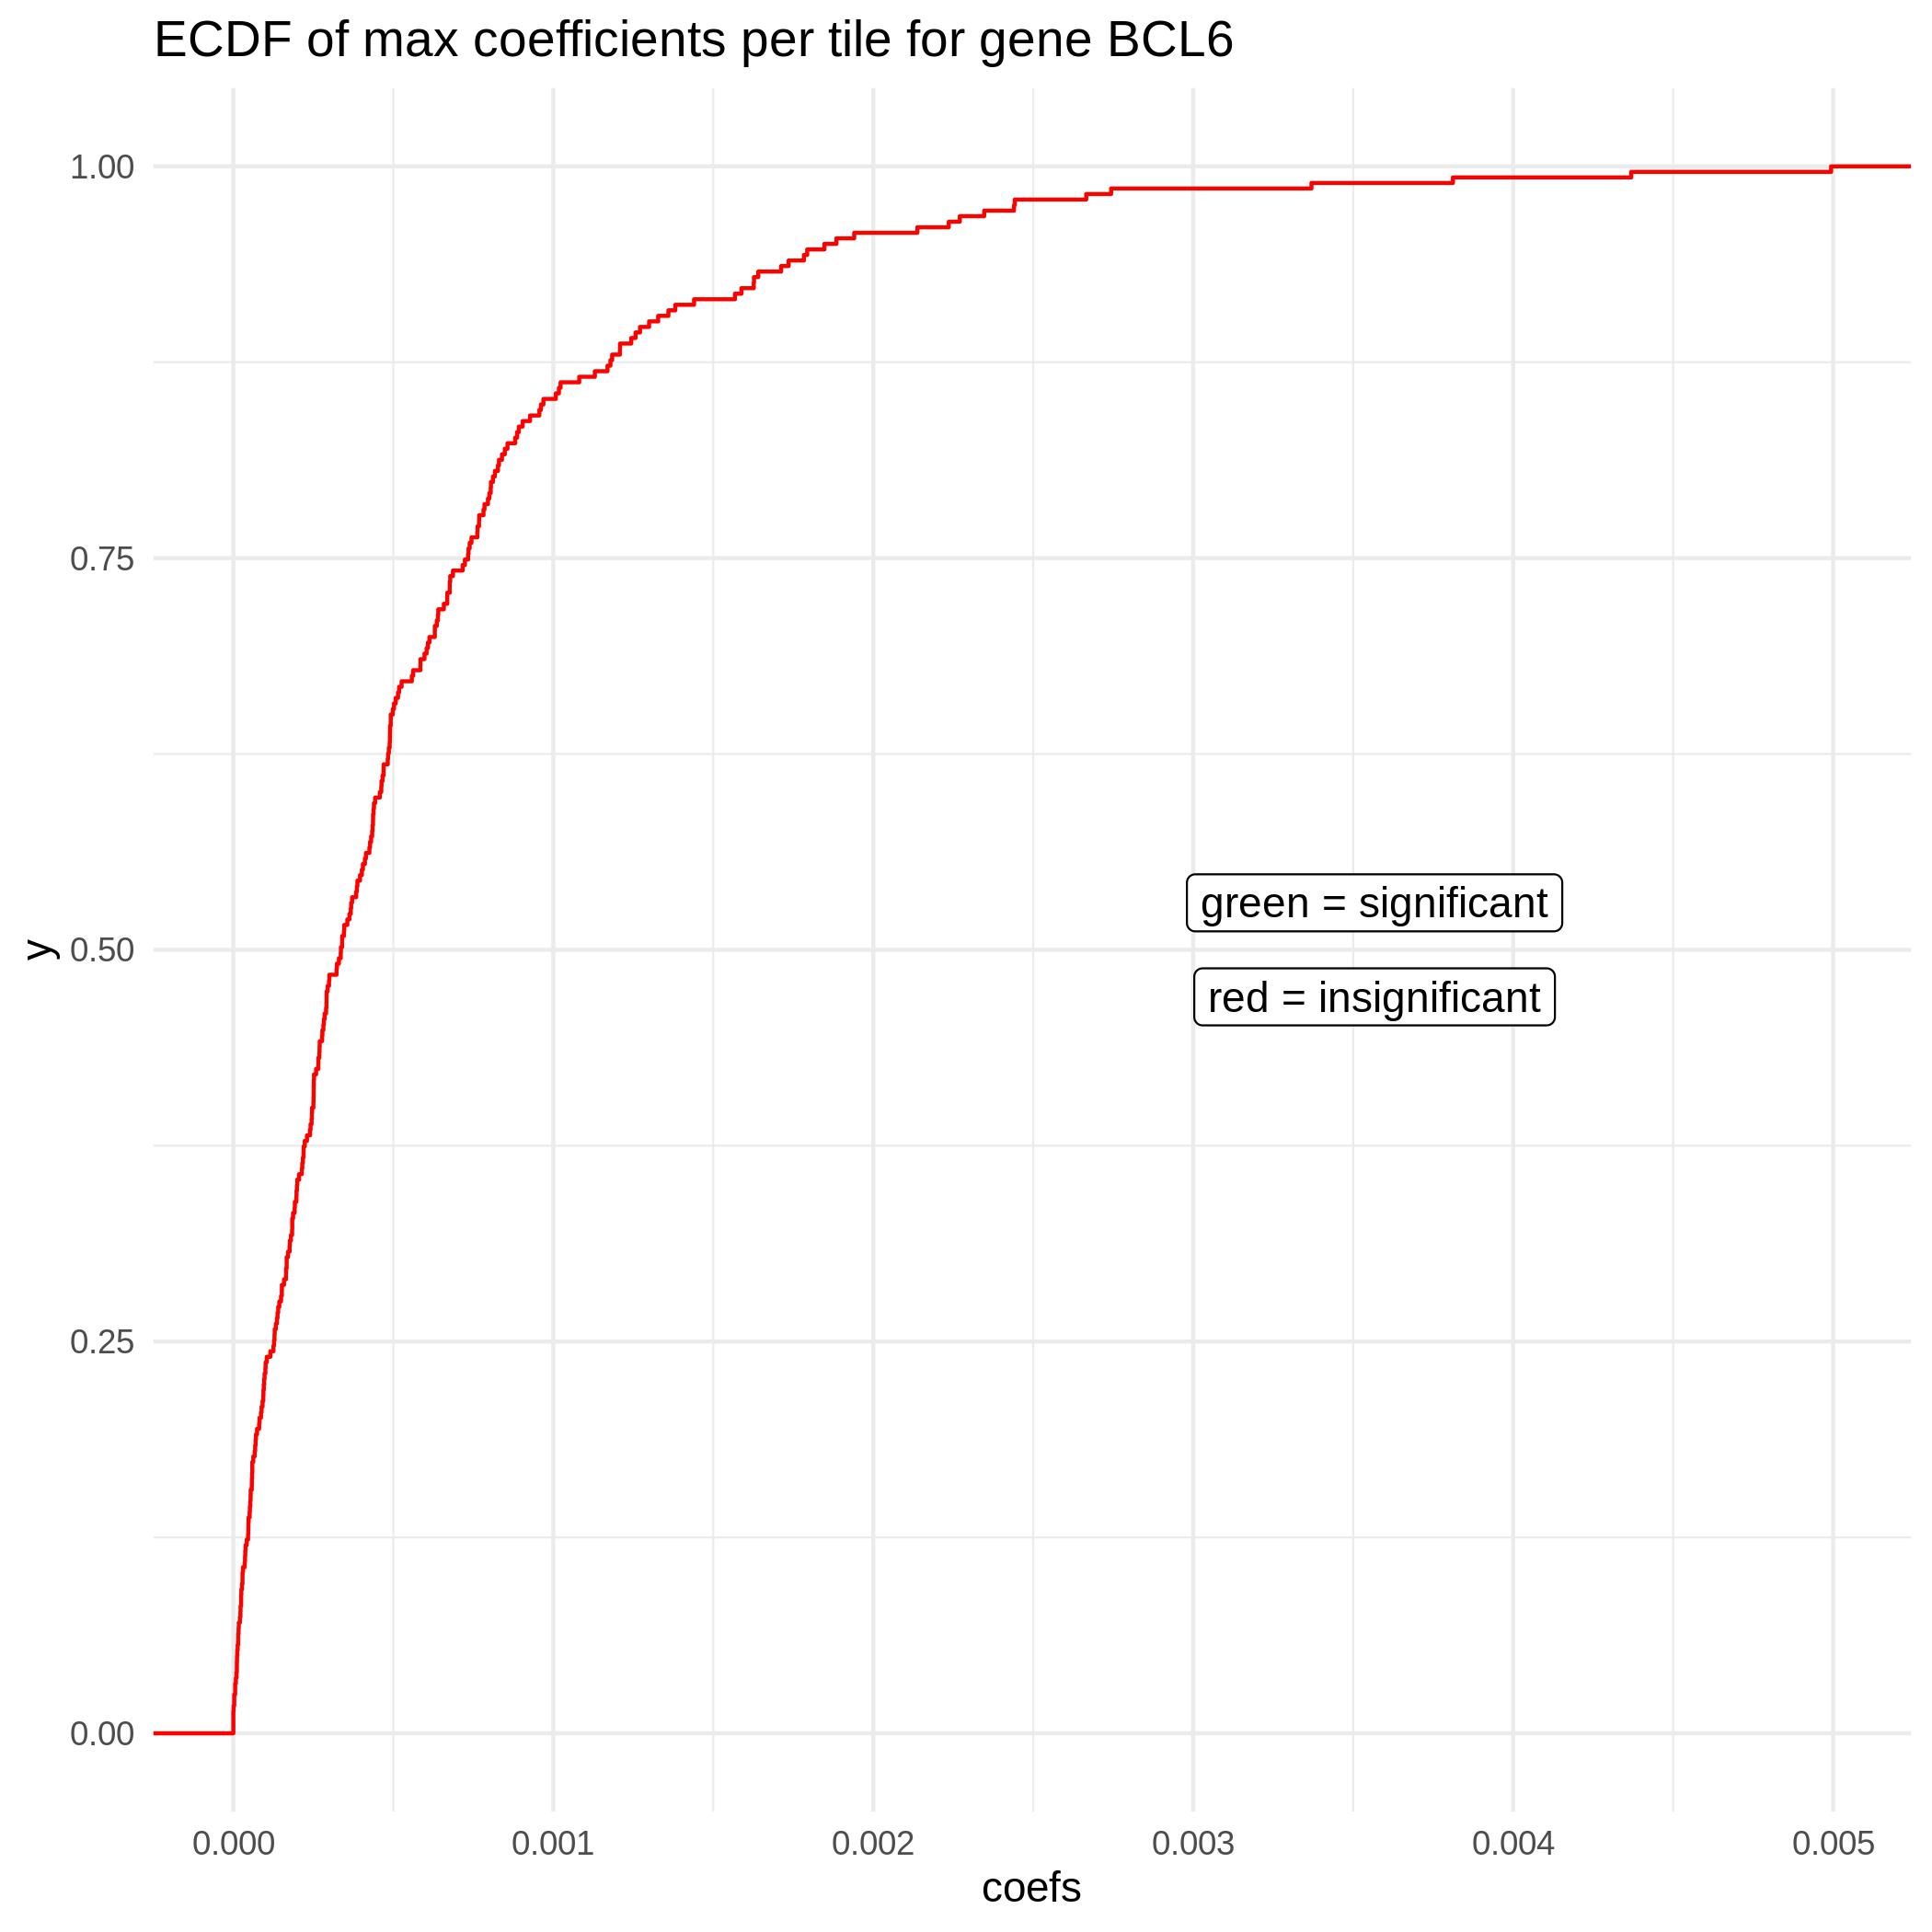 ECDF of max coefficients per tile for gene BCL6
1.00
0.75
0.50
0.25
0.00
y
green = significant
red = insignificant
0.000 0.001 0.002 0.003 0.004 0.005
coefs